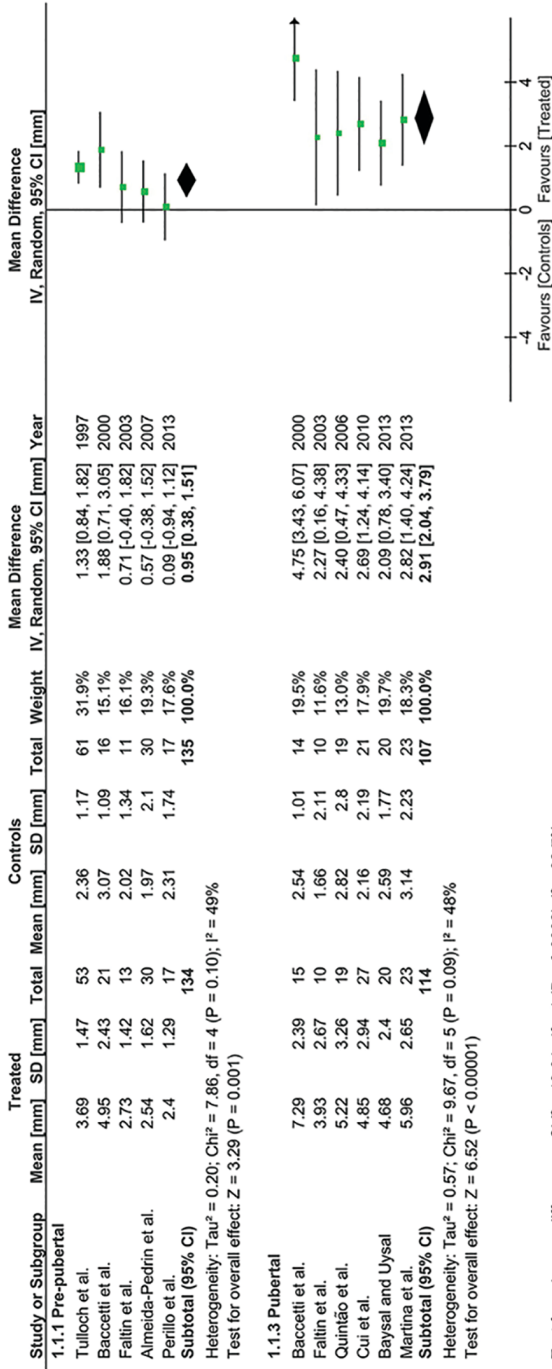 Treated Controls Mean Difference Mean Difference
Study or Subgroup Mean [mm] SD [mm] Total Mean [mm] SD [mm] Total Weight IV, Random, 95% CI [mm] Year IV, Random, 95% CI [mm]
1.1.1 Pre-pubertal
Tulloch et al. 3.69 1.47 53 2.36 1.17 61 31.9% 1.33 [0.84, 1.82] 1997
Baccetti et al. 4.95 2.43 21 3.07 1.09 16 15.1% 1.88 [0.71, 3.05] 2000
Faltin et al. 2.73 1.42 13 2.02 1.34 11 16.1% 0.71 [-0.40, 1.82] 2003
Almeida-Pedrin et al. 2.54 1.62 30 1.97 2.1 30 19.3% 0.57 [-0.38, 1.52] 2007
Perillo et al. 2.4 1.29 17 2.31 1.74 17 17.6% 0.09 [-0.94, 1.12] 2013
Subtotal (95% CI) 134 135 100.0% 0.95 [0.38, 1.51]
Heterogeneity: Tau² = 0.20; Chi² = 7.86, df = 4 (P = 0.10); I² = 49%
Test for overall effect: Z = 3.29 (P = 0.001)
1.1.3 Pubertal
Baccetti et al. 7.29 2.39 15 2.54 1.01 14 19.5% 4.75 [3.43, 6.07] 2000
Faltin et al. 3.93 2.67 10 1.66 2.11 10 11.6% 2.27 [0.16, 4.38] 2003
Quintão et al. 5.22 3.26 19 2.82 2.8 19 13.0% 2.40 [0.47, 4.33] 2006
Cui et al. 4.85 2.94 27 2.16 2.19 21 17.9% 2.69 [1.24, 4.14] 2010
Baysal and Uysal 4.68 2.4 20 2.59 1.77 20 19.7% 2.09 [0.78, 3.40] 2013
Martina et al. 5.96 2.65 23 3.14 2.23 23 18.3% 2.82 [1.40, 4.24] 2013
Subtotal (95% CI) 114 107 100.0% 2.91 [2.04, 3.79]
Heterogeneity: Tau² = 0.57; Chi² = 9.67, df = 5 (P = 0.09); I² = 48%
Test for overall effect: Z = 6.52 (P < 0.00001)
-4 -2 0 2 4
Favours [Controls] Favours [Treated]